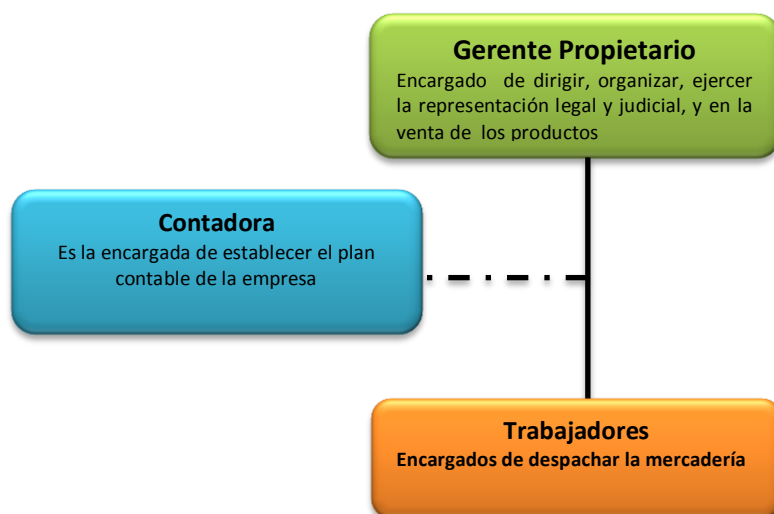 Gerente Propietario
Encargado de dirigir, organizar, ejercer
la representación legal y judicial, y en la
venta de los productos
Contadora
Es la encargada de establecer el plan
contable de la empresa
Trabajadores
Encargados de despachar la mercadería